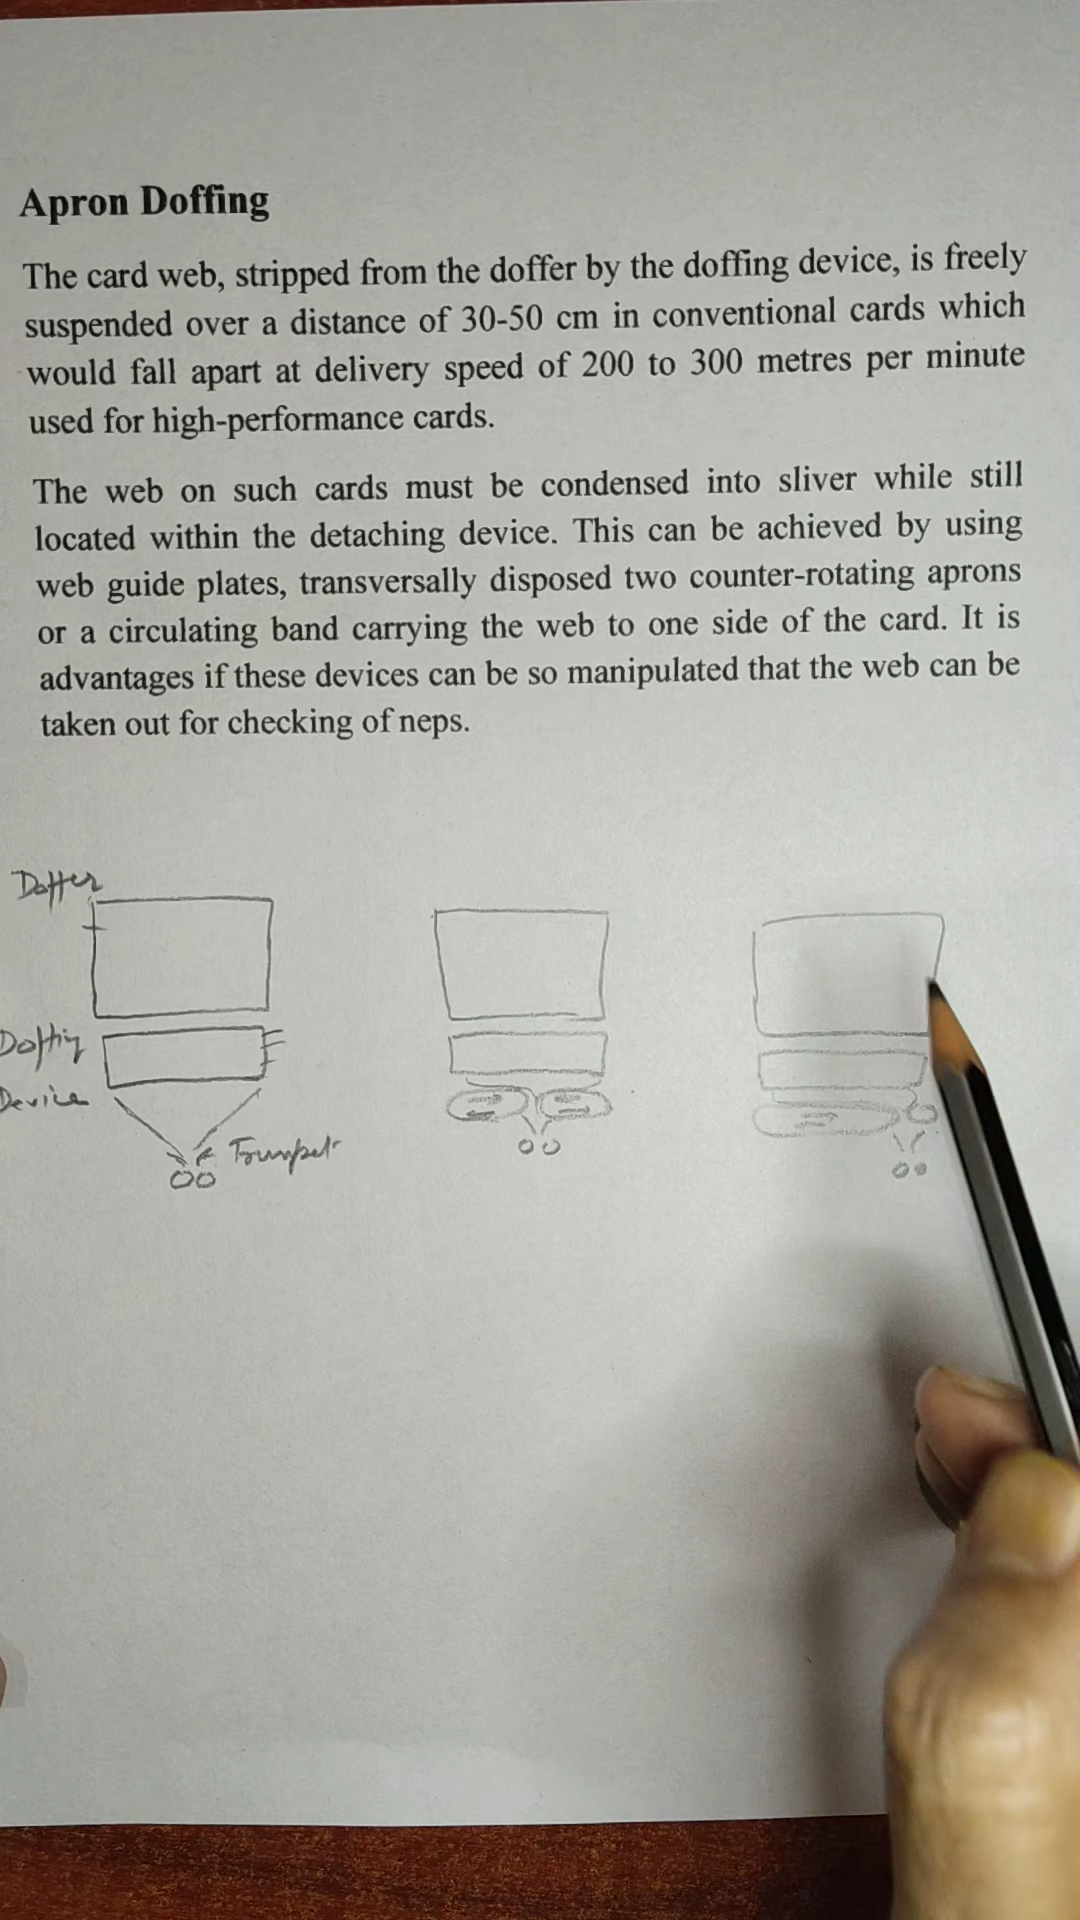 Apron Doffing
The card web, stripped from the doffer by the doffing device, is freely
suspended over a distance of 30-50 cm in conventional cards which
would fall apart at delivery speed of 200 to 300 metres per minute
used for high-performance cards.
The web on such cards must be condensed into sliver while still
located within the detaching device. This can be achieved by using
web guide plates, transversally disposed two counter-rotating aprons
or a circulating band carrying the web to one side of the card. It is
advantages if these devices can be so manipulated that the web can be
taken out for checking of neps.
Doffer
Doffing
Device
Trumpet